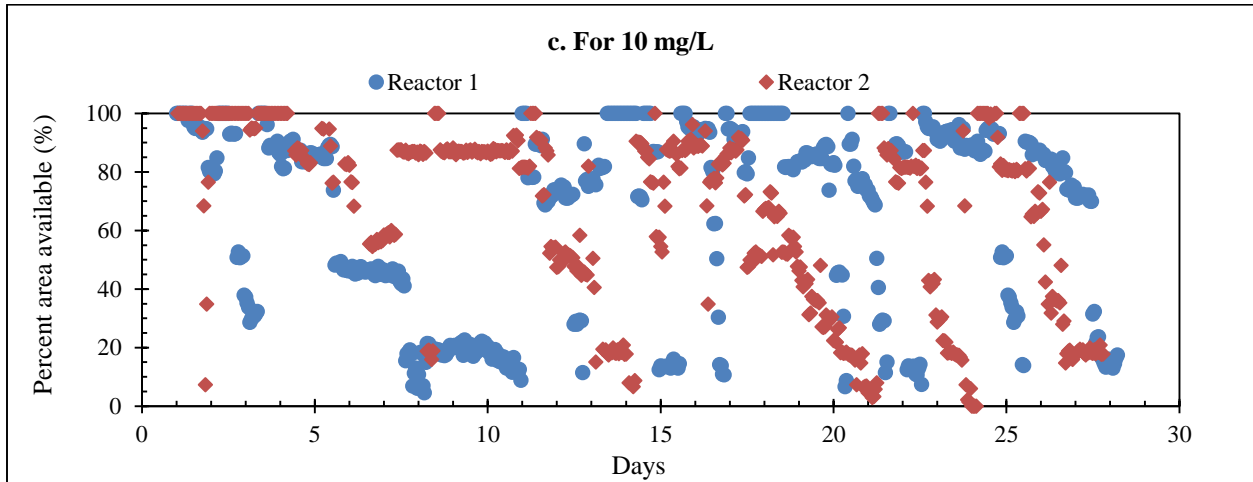 c. For 10 mg/L
Reactor 1 Reactor 2
Percent area available (%)
100
80
60
40
20
0
0 5 10 15 20 25 30
Days